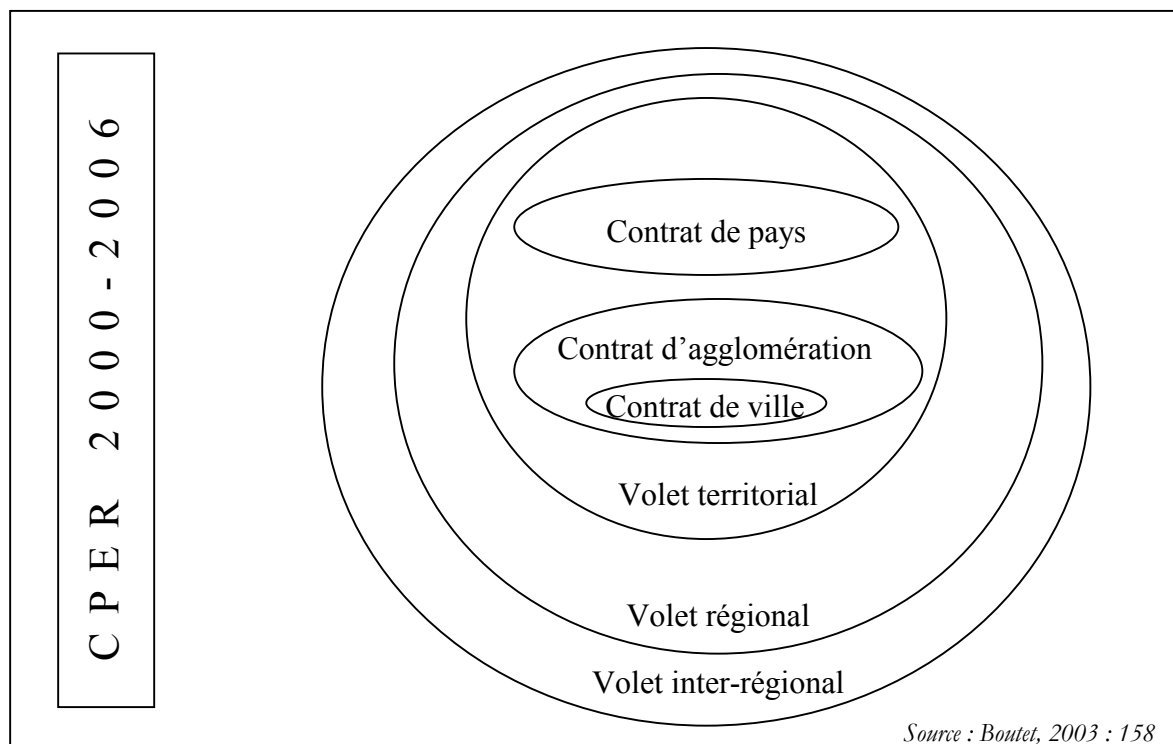 CPER 2000-2006
Contrat de pays
Contrat d’agglomération
Contrat de ville
Volet territorial
Volet régional
Volet inter-régional
Source : Boutet, 2003 : 158